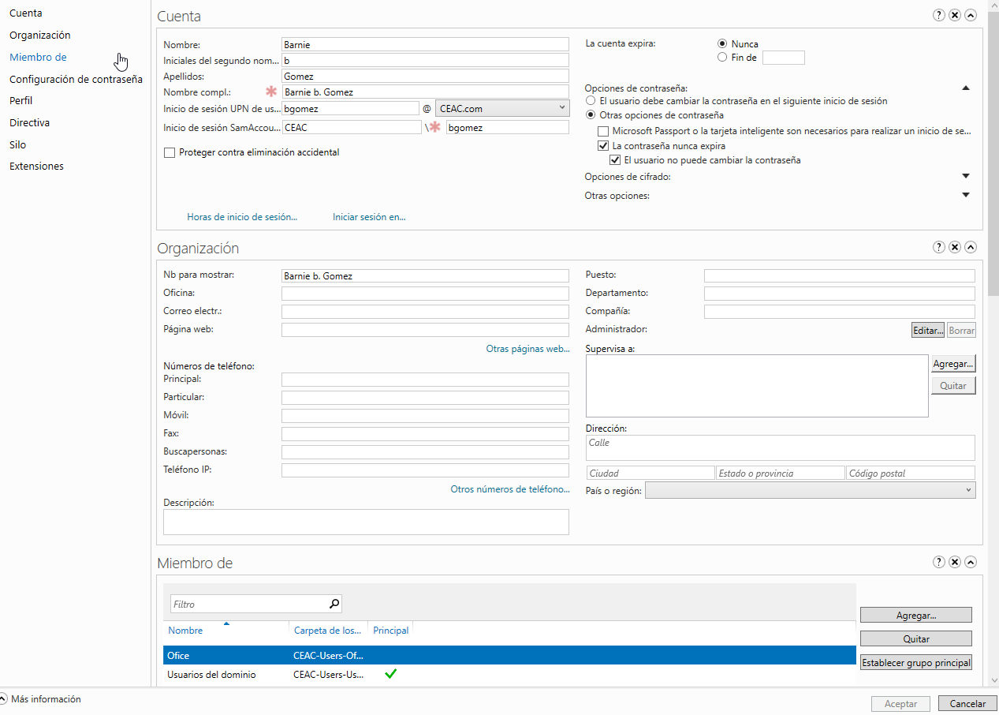 Cuenta
Organización
Miembro de
Configuración de contraseña
Perfil
Directiva
Silo
Extensiones
Cuenta
Nombre: Barnie
Iniciales del segundo nom... b
Apellidos: Gomez
Nombre compl.: Barnie b. Gomez
Inicio de sesión UPN de us... bgomez @ CEAC.com
Inicio de sesión SamAccou... CEAC \ bgomez
Proteger contra eliminación accidental
Horas de inicio de sesión... Iniciar sesión en...
La cuenta expira: Nunca
Fin de
Opciones de contraseña:
El usuario debe cambiar la contraseña en el siguiente inicio de sesión
Otras opciones de contraseña
Microsoft Passport o la tarjeta inteligente son necesarios para realizar un inicio de se...
La contraseña nunca expira
El usuario no puede cambiar la contraseña
Opciones de cifrado:
Otras opciones:
Organización
Nb para mostrar: Barnie b. Gomez
Oficina:
Correo electr.:
Página web:
Otras páginas web...
Números de teléfono:
Principal:
Particular:
Móvil:
Fax:
Buscapersonas:
Teléfono IP:
Otros números de teléfono...
Descripción:
Puesto:
Departamento:
Compañía:
Administrador: Editar... Borrar
Supervisa a:
Agregar...
Quitar
Dirección:
Calle
Ciudad Estado o provincia Código postal
País o región:
Miembro de
Filtro
Nombre Carpeta de los... Principal
Ofice CEAC-Users-Of...
Usuarios del dominio CEAC-Users-Us...
Agregar...
Quitar
Establecer grupo principal
Más información
Aceptar Cancelar